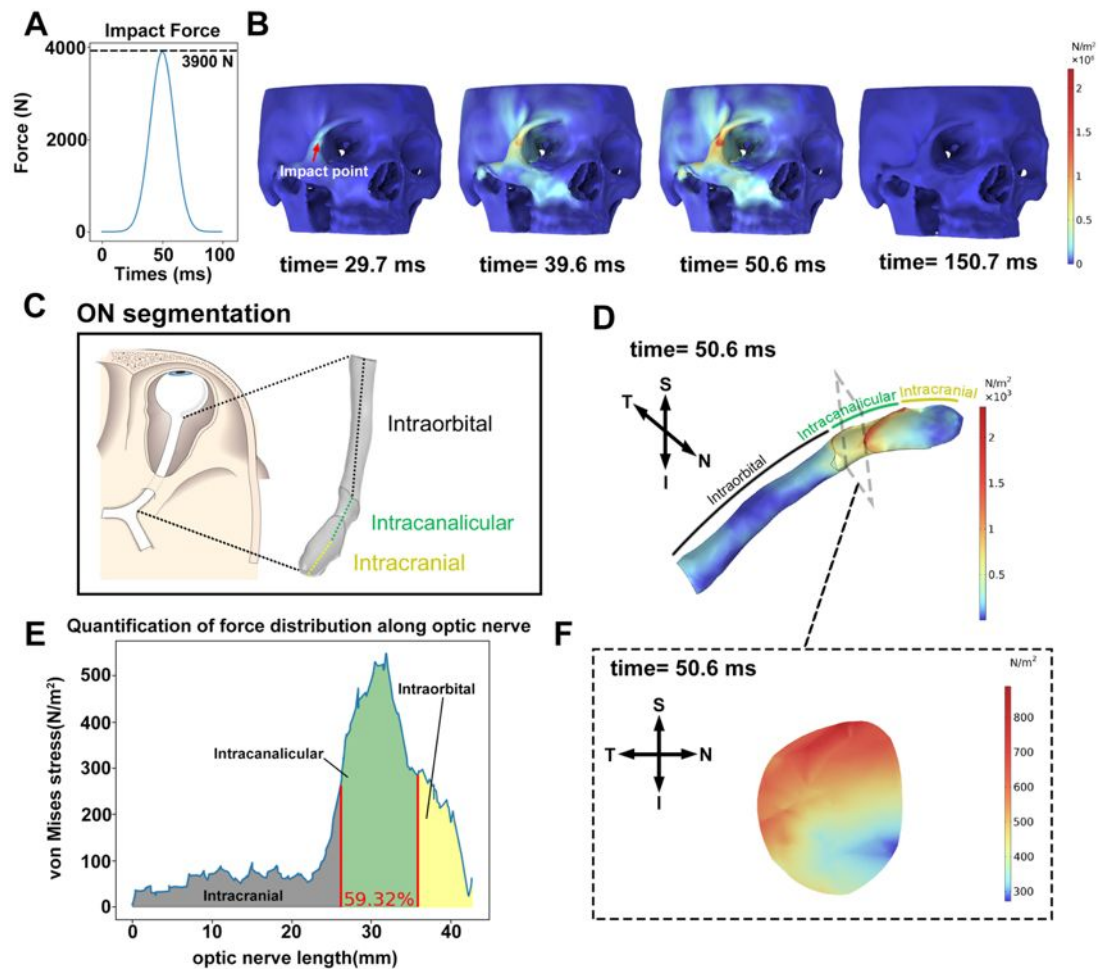 A
Impact Force
4000
2000
0
3900 N
Force (N)
0
50
100
Times (ms)
B
Impact point
time= 29.7 ms
time= 39.6 ms
time= 50.6 ms
time= 150.7 ms
N/m²
×10⁶
2
1.5
1
0.5
0
C
ON segmentation
Intraorbital
Intracanalicular
Intracranial
D
time= 50.6 ms
S
T
N
I
Intraorbital
Intracanalicular
Intracranial
N/m²
×10³
2
1.5
1
0.5
E
Quantification of force distribution along optic nerve
500
400
300
200
100
0
von Mises stress(N/m²)
Intraorbital
Intracanalicular
Intracranial
59.32%
0
10
20
30
40
optic nerve length(mm)
F
time= 50.6 ms
S
T
N
I
N/m²
800
700
600
500
400
300